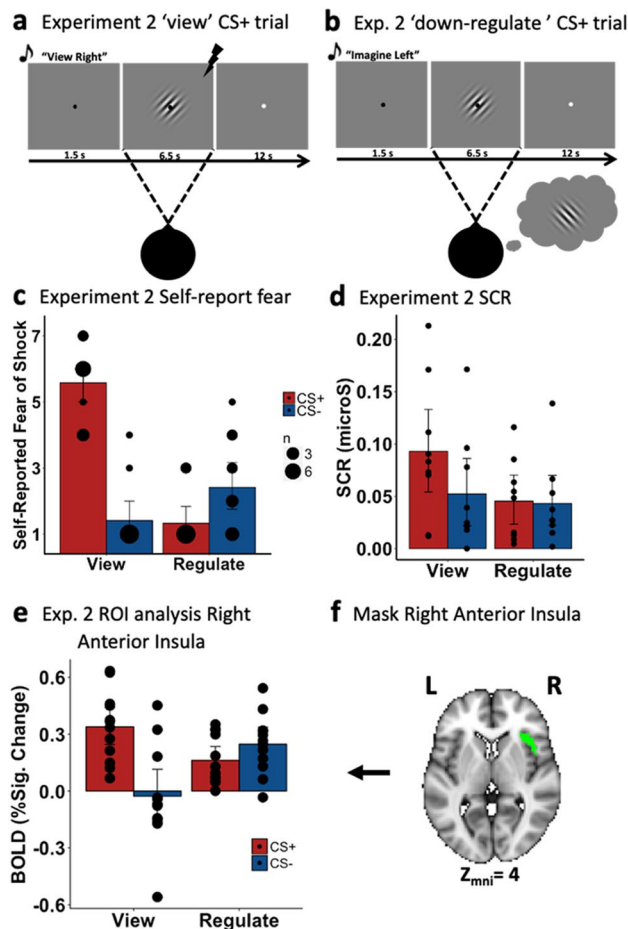 a Experiment 2 ‘view’ CS+ trial
“View Right”
1.5 s 6.5 s 12 s
b Exp. 2 ‘down-regulate ’ CS+ trial
“Imagine Left”
1.5 s 6.5 s 12 s
c Experiment 2 Self-report fear
Self-Reported Fear of Shock
7
5
3
1
View Regulate
CS+
CS-
n
3
6
d Experiment 2 SCR
SCR (microS)
0.20
0.15
0.10
0.05
0.00
View Regulate
e Exp. 2 ROI analysis Right
Anterior Insula
BOLD (%Sig. Change)
0.6
0.3
0.0
-0.3
-0.6
CS+
CS-
View Regulate
f Mask Right Anterior Insula
L R
Zmni= 4